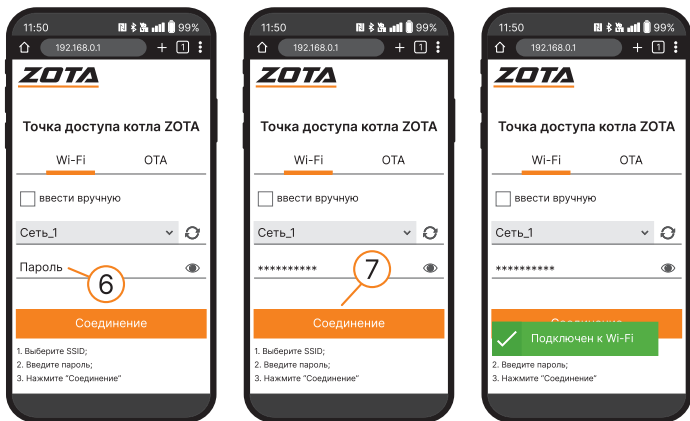 11:50 99%
192.168.0.1 1
ZOTA
Точка доступа котла ZOTA
Wi-Fi OTA
ввести вручную
Сеть_1
Пароль
6
Соединение
1. Выберите SSID;
2. Введите пароль;
3. Нажмите "Соединение"
11:50 99%
192.168.0.1 1
ZOTA
Точка доступа котла ZOTA
Wi-Fi OTA
ввести вручную
Сеть_1
**********
7
Соединение
1. Выберите SSID;
2. Введите пароль;
3. Нажмите "Соединение"
11:50 99%
192.168.0.1 1
ZOTA
Точка доступа котла ZOTA
Wi-Fi OTA
ввести вручную
Сеть_1
**********
Соединение
Подключен к Wi-Fi
2. Введите пароль;
3. Нажмите "Соединение"